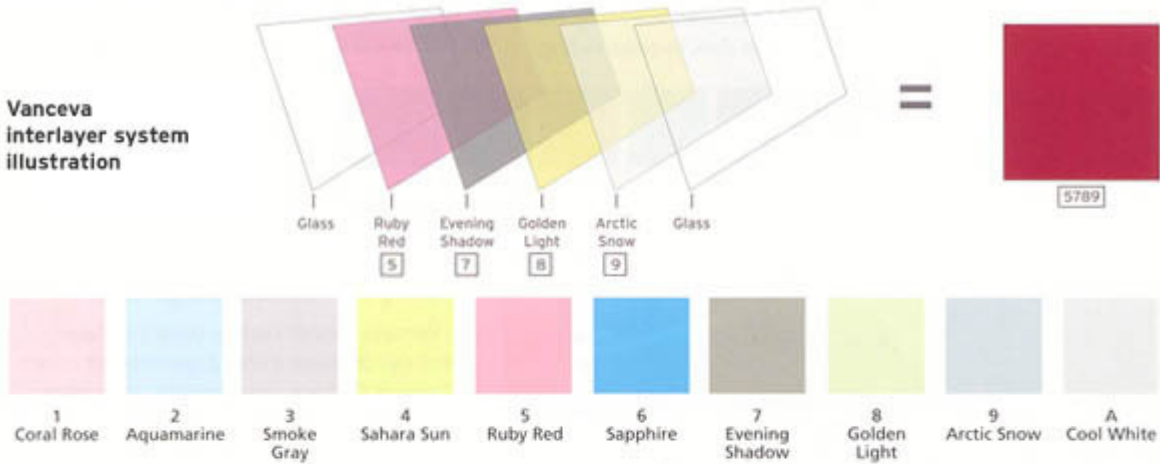 Vanceva
interlayer system
illustration
=
Glass
Ruby
Red
5
Evening
Shadow
7
Golden
Light
8
Arctic
Snow
9
Glass
5789
1
Coral Rose
2
Aquamarine
3
Smoke
Gray
4
Sahara Sun
5
Ruby Red
6
Sapphire
7
Evening
Shadow
8
Golden
Light
9
Arctic Snow
A
Cool White